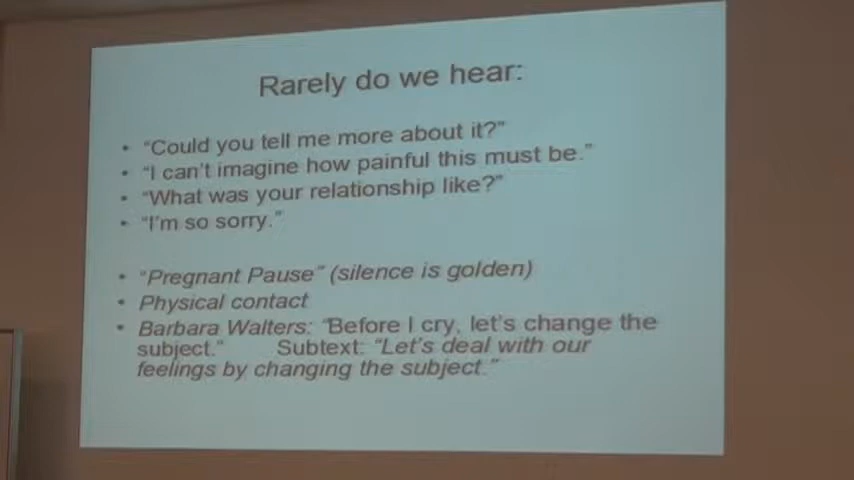 Rarely do we hear:
• "Could you tell me more about it?"
• "I can't imagine how painful this must be."
• "What was your relationship like?"
• "I'm so sorry."
• "Pregnant Pause" (silence is golden)
• Physical contact
• Barbara Walters: "Before I cry, let's change the
subject." Subtext: "Let's deal with our
feelings by changing the subject."